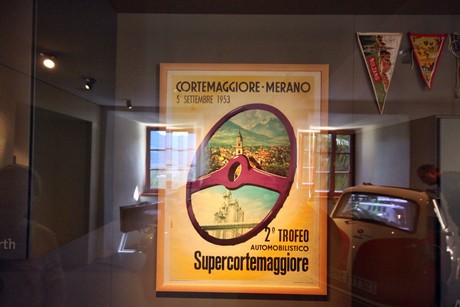 CORTEMAGGIORE - MERANO
5 SETTEMBRE 1953
2° TROFEO
AUTOMOBILISTICO
Supercortemaggiore